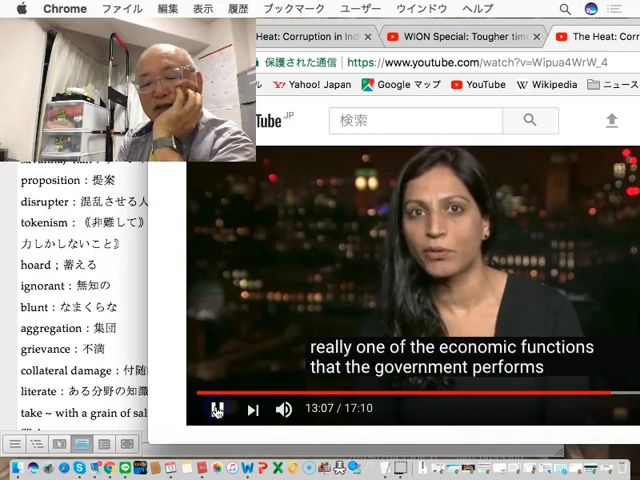 Chrome ファイル 編集 表示 履歴 ブックマーク ユーザー ウインドウ ヘルプ
Heat: Corruption in Indi
WION Special: Tougher time
The Heat: Corr
保護された通信 https://www.youtube.com/watch?v=Wipua4WrW_4
Yahoo! Japan Google マップ YouTube Wikipedia ニュース
Tube JP 検索
proposition：提案
disrupter：混乱させる人
tokenism：《非難して》
力しかしないこと》
hoard；蓄える
ignorant：無知の
blunt：なまくらな
aggregation：集団
grievance：不満
collateral damage：付随
literate：ある分野の知識
take ~ with a grain of sal
really one of the economic functions
that the government performs
13:07 / 17:10